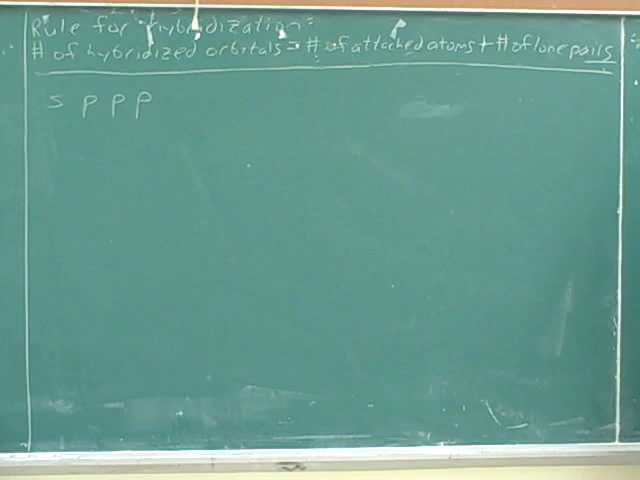 Rule for hybridization:
# of hybridized orbitals = # of attached atoms + # of lone pairs
s p p p